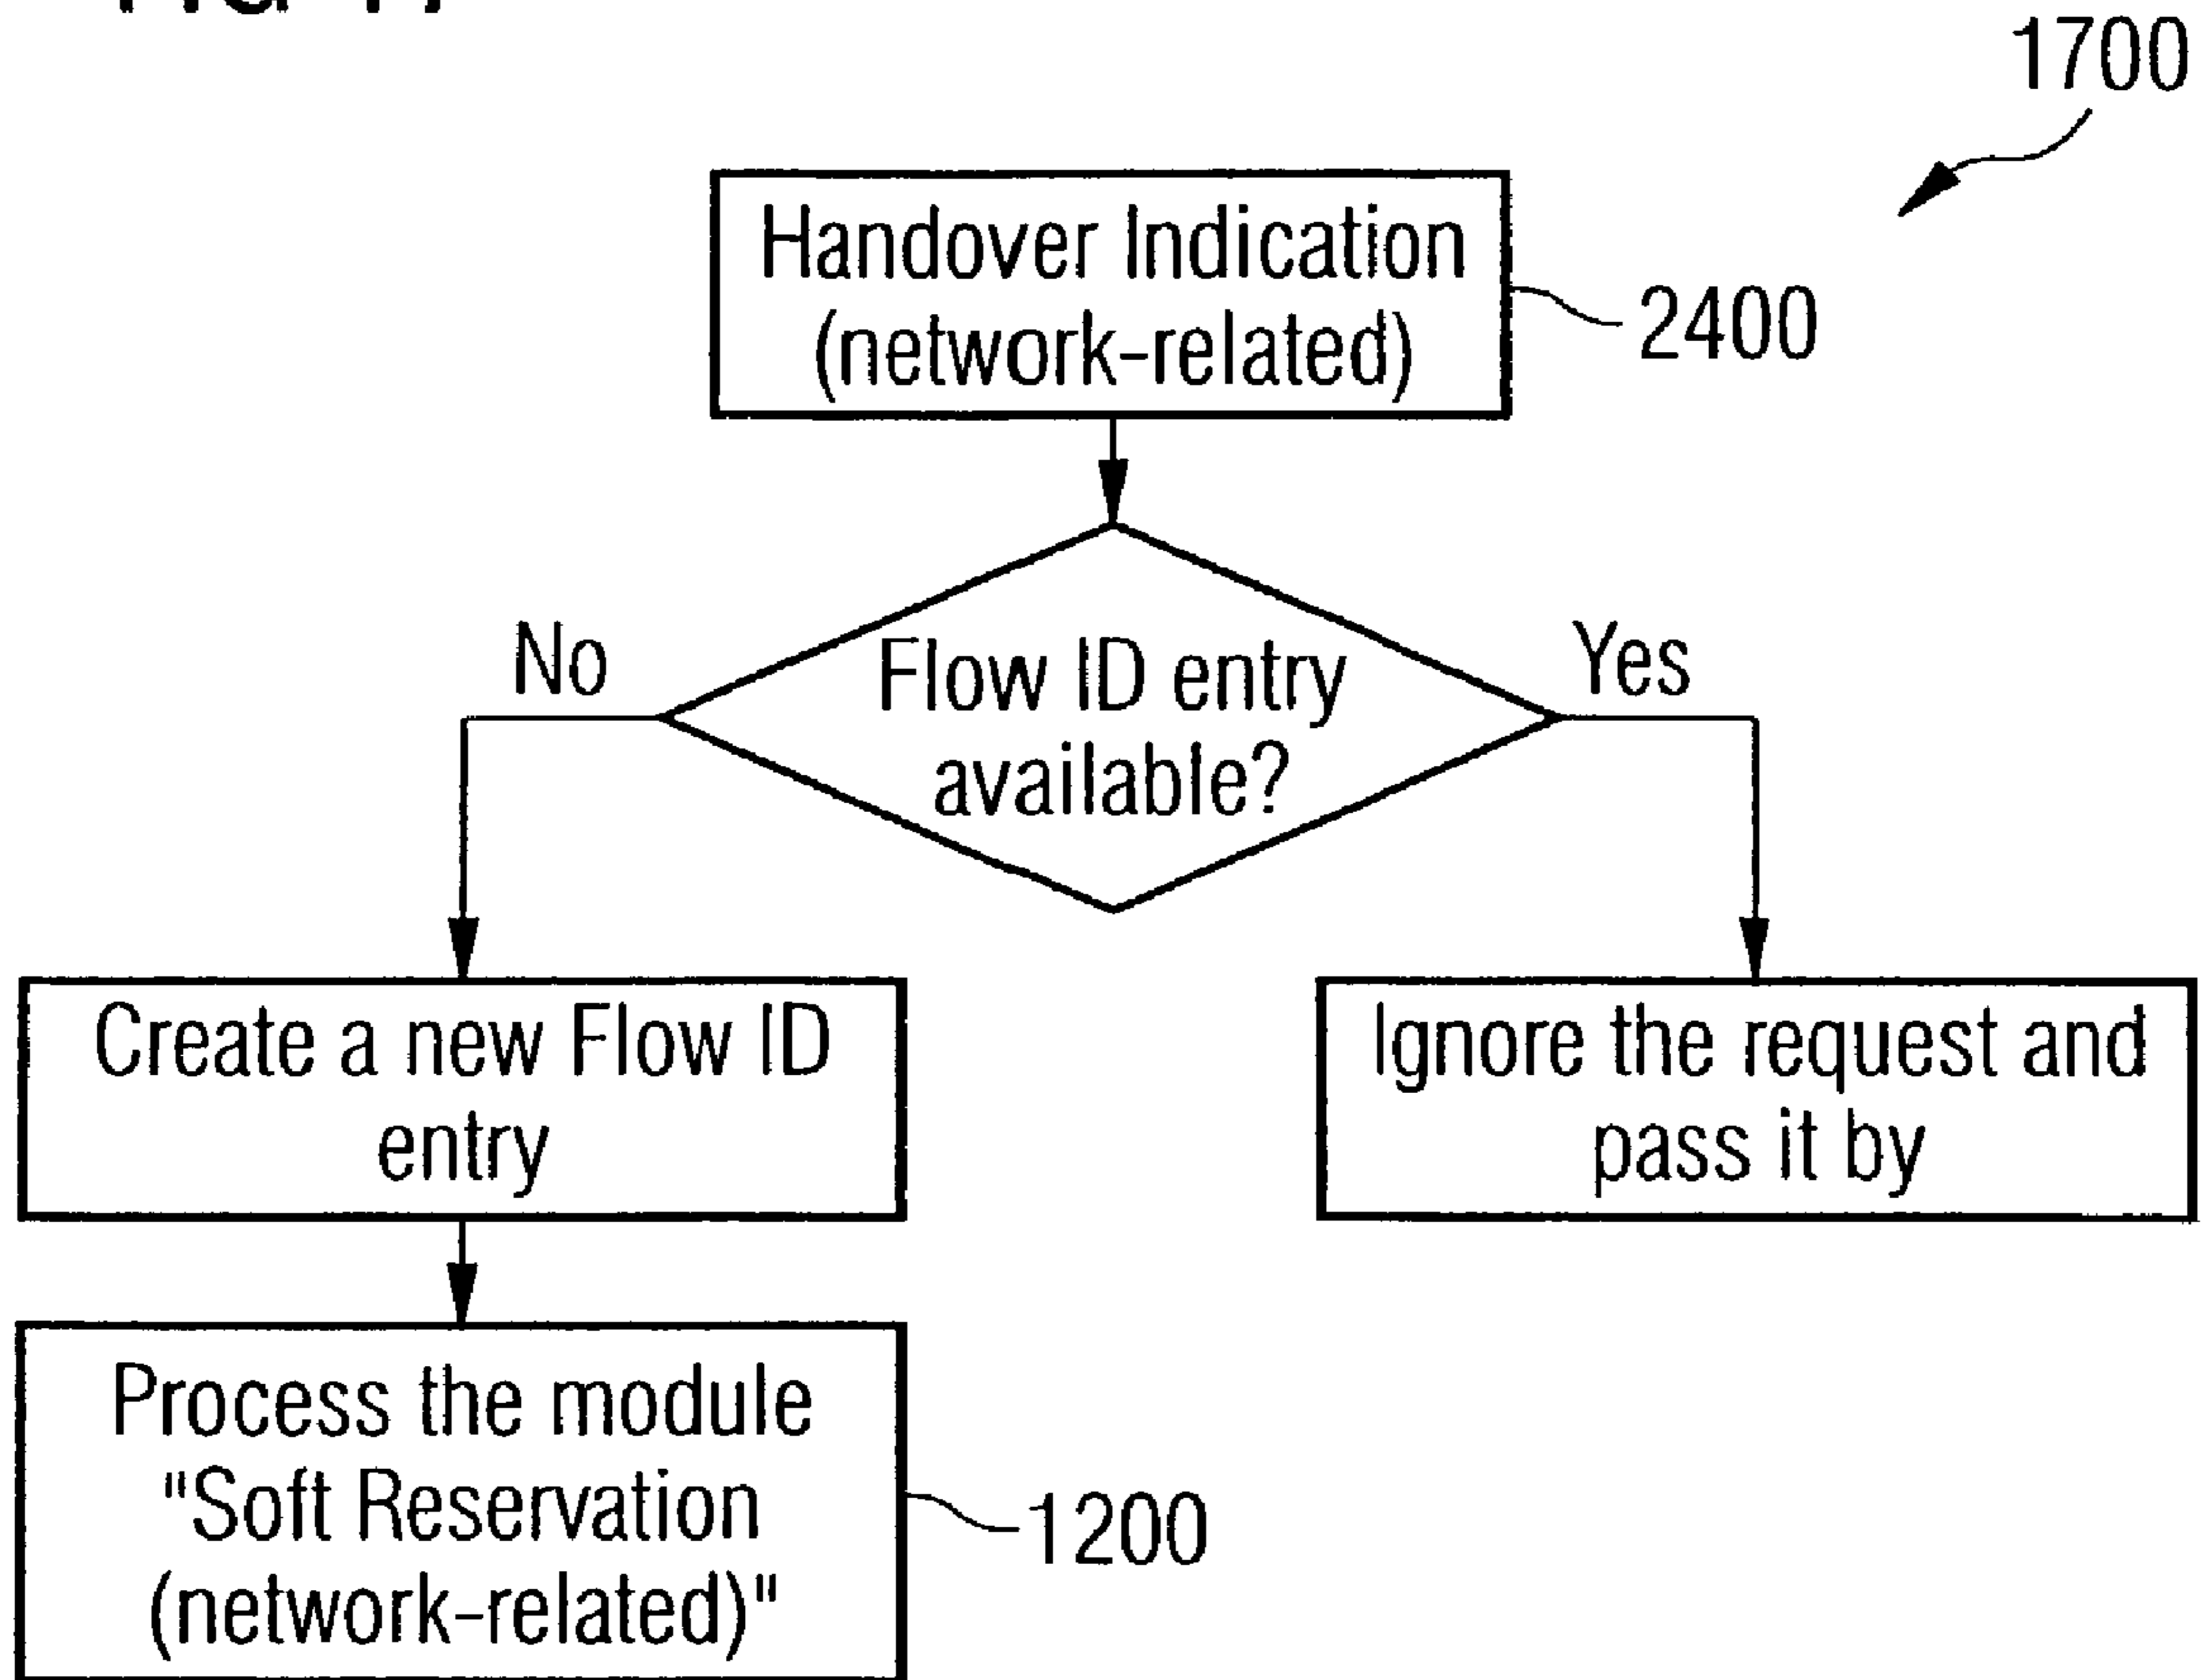 1700
Handover Indication
(network-related)
2400
No
Flow ID entry
available?
Yes
Create a new Flow ID
entry
Ignore the request and
pass it by
Process the module
"Soft Reservation
(network-related)"
1200